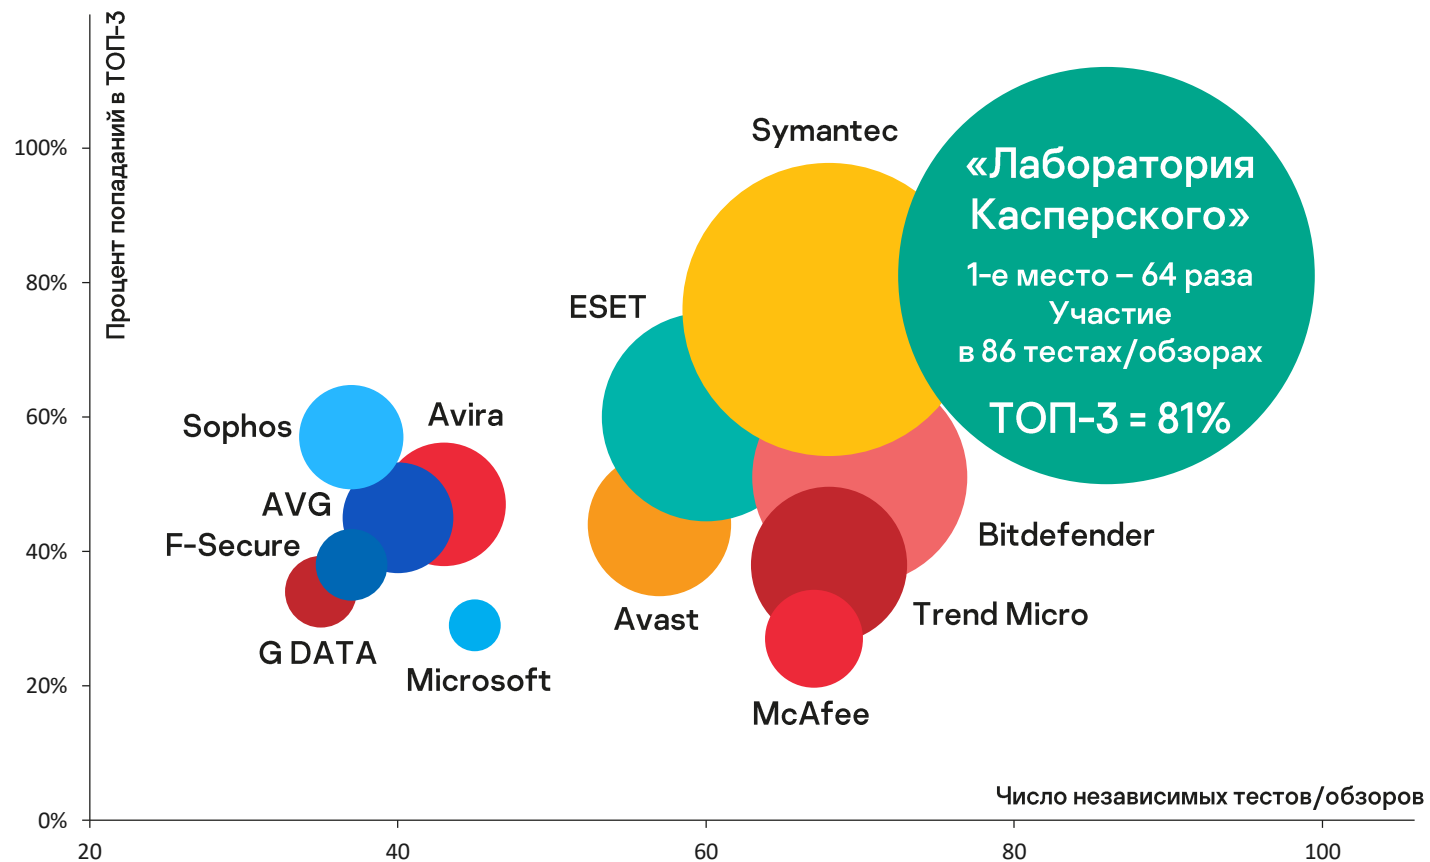 Процент попаданий в ТОП-3
100%
80%
60%
40%
20%
0%
Symantec
«Лаборатория
Касперского»
1-е место – 64 раза
Участие
в 86 тестах/обзорах
ТОП-3 = 81%
ESET
Sophos
Avira
AVG
F-Secure
G DATA
Microsoft
Avast
Bitdefender
Trend Micro
McAfee
Число независимых тестов/обзоров
20
40
60
80
100